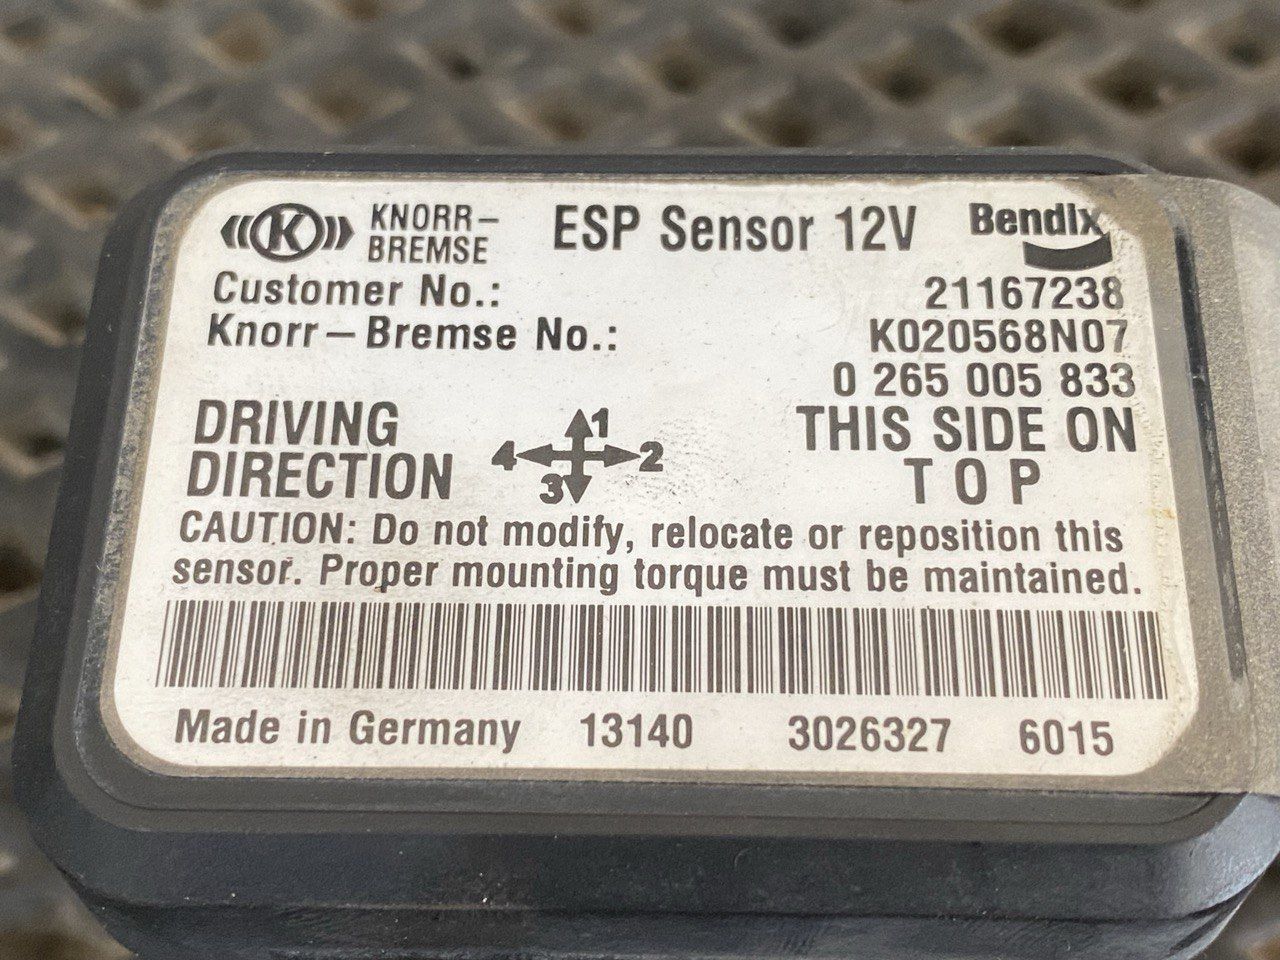 K KNORR-BREMSE ESP Sensor 12V Bendix
Customer No.: 21167238
Knorr-Bremse No.: K020568N07
0 265 005 833
DRIVING DIRECTION
1
4 2
3
THIS SIDE ON
TOP
CAUTION: Do not modify, relocate or reposition this
sensor. Proper mounting torque must be maintained.
Made in Germany 13140 3026327 6015